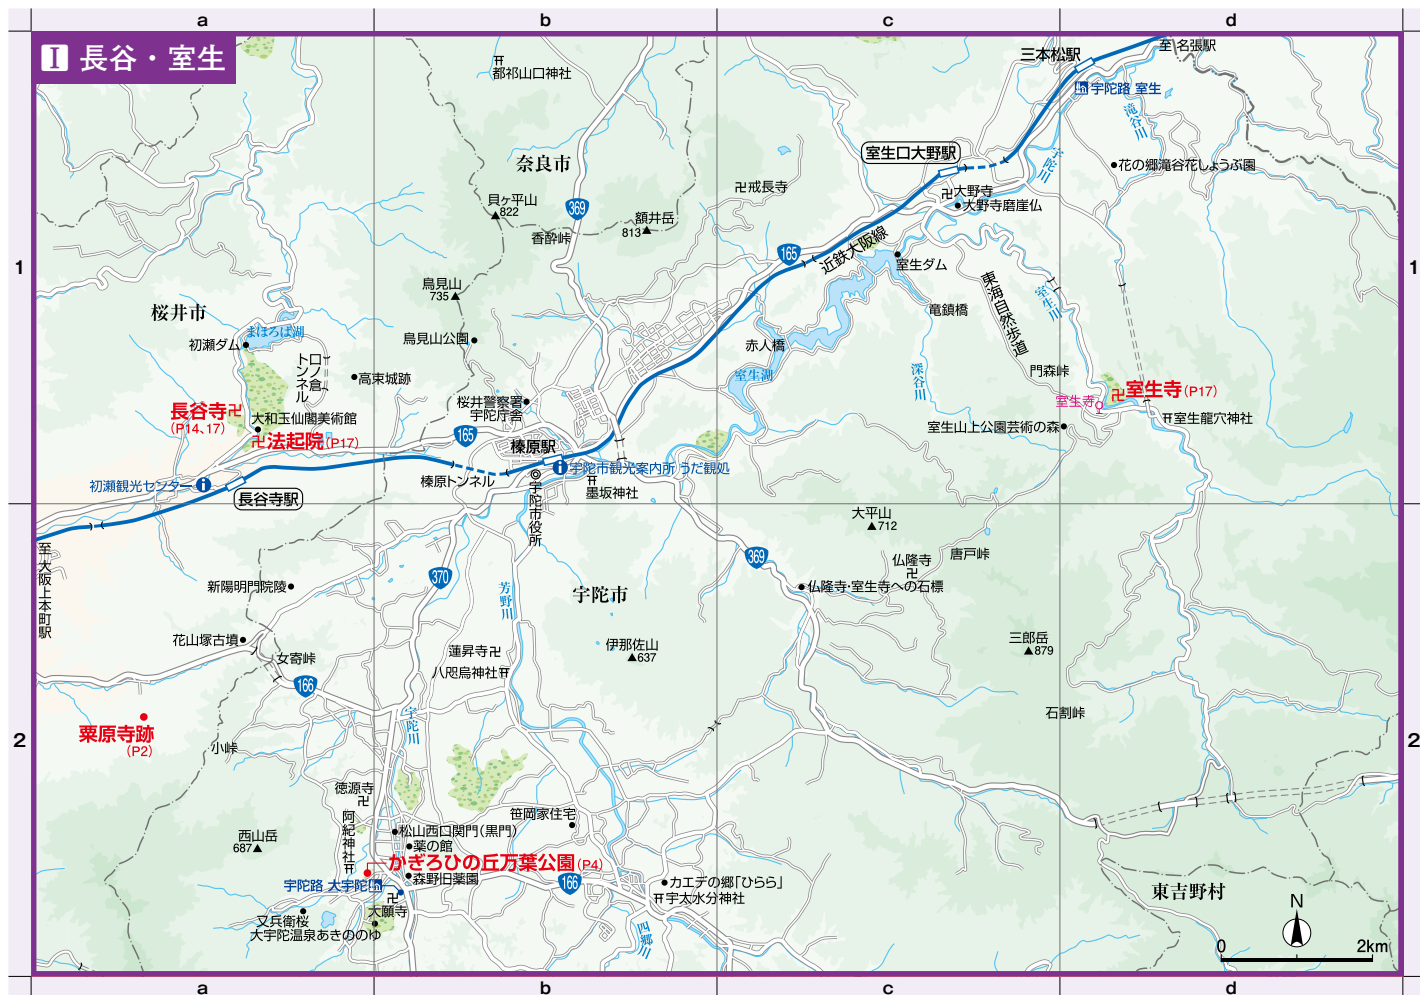 a
b
c
d
I 長谷・室生
都祁山口神社
三本松駅
至 名張駅
宇陀路 室生
滝谷川
奈良市
室生口大野駅
宇陀川
花の郷滝谷花しょうぶ園
戒長寺
貝ヶ平山
822
369
額井岳
813
香酔峠
大野寺
大野寺磨崖仏
1
165
近鉄大阪線
室生ダム
1
鳥見山
735
東海自然歩道
室生川
桜井市
竜鎮橋
まほろば湖
初瀬ダム
鳥見山公園
赤人橋
トンネル
ノ倉
口
高束城跡
室生湖
深谷川
門森峠
室生寺(P17)
室生寺
長谷寺
(P14、17)
大和玉仙閣美術館
桜井警察署
宇陀庁舎
室生龍穴神社
法起院(P17)
165
榛原駅
室生山上公園芸術の森
初瀬観光センター
長谷寺駅
榛原トンネル
宇陀市観光案内所 うだ観処
墨坂神社
宇陀市役所
大平山
712
至大阪上本町駅
新陽明門院陵
370
芳野川
宇陀市
369
仏隆寺
唐戸峠
仏隆寺・室生寺への石標
花山塚古墳
女寄峠
蓮昇寺
八咫烏神社
伊那佐山
637
三郎岳
879
166
粟原寺跡
(P2)
宇陀川
石割峠
2
小峠
2
徳源寺
阿紀神社
笹岡家住宅
西山岳
687
松山西口関門(黒門)
薬の館
かぎろひの丘万葉公園(P4)
森野旧薬園
宇陀路 大宇陀
166
カエデの郷「ひらら」
宇太水分神社
東吉野村
又兵衛桜
大願寺
大宇陀温泉あきののゆ
四郷川
N
0
2km
a
b
c
d